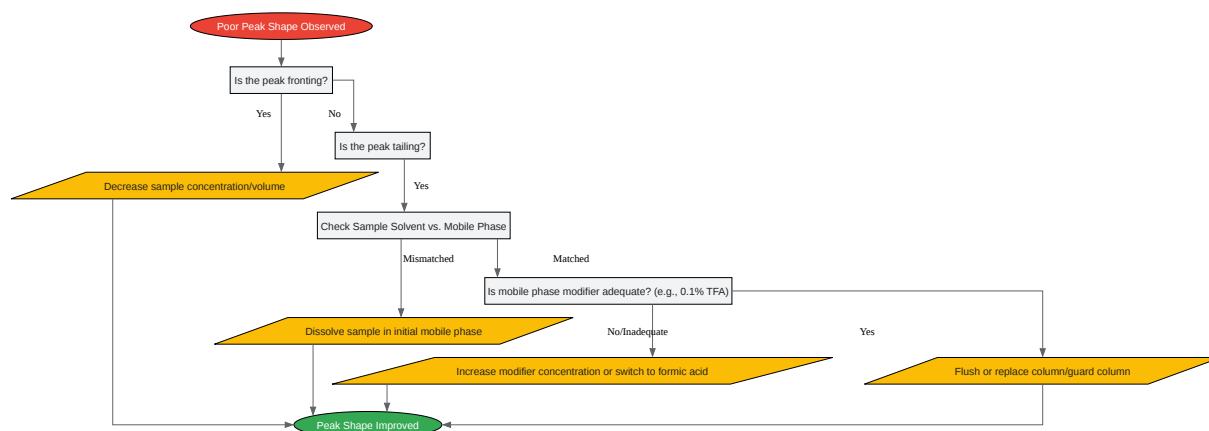 Poor Peak Shape Observed
Is the peak fronting?
Yes
No
Is the peak tailing?
Decrease sample concentration/volume
Yes
Check Sample Solvent vs. Mobile Phase
Mismatched
Matched
Is mobile phase modifier adequate? (e.g., 0.1% TFA)
Dissolve sample in initial mobile phase
No/Inadequate
Yes
Increase modifier concentration or switch to formic acid
Flush or replace column/guard column
Peak Shape Improved